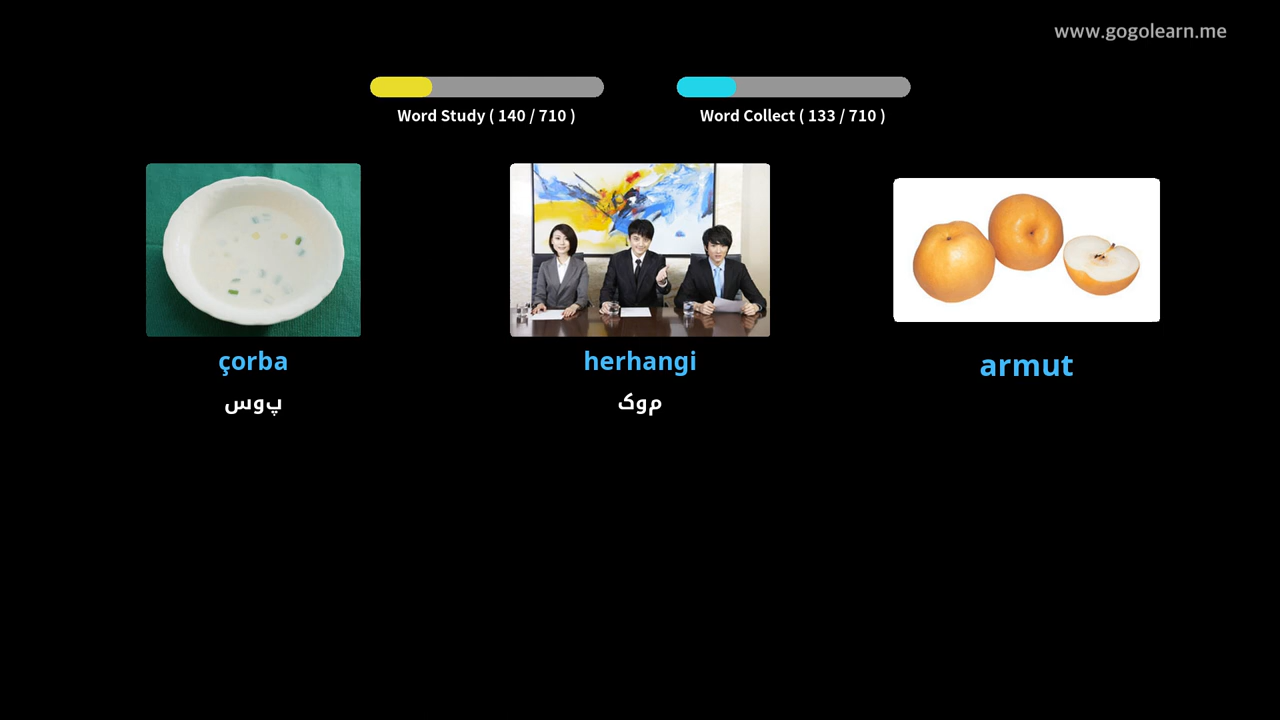 www.gogolearn.me
Word Study ( 140 / 710 )
Word Collect ( 133 / 710 )
çorba
پوس
herhangi
موک
armut